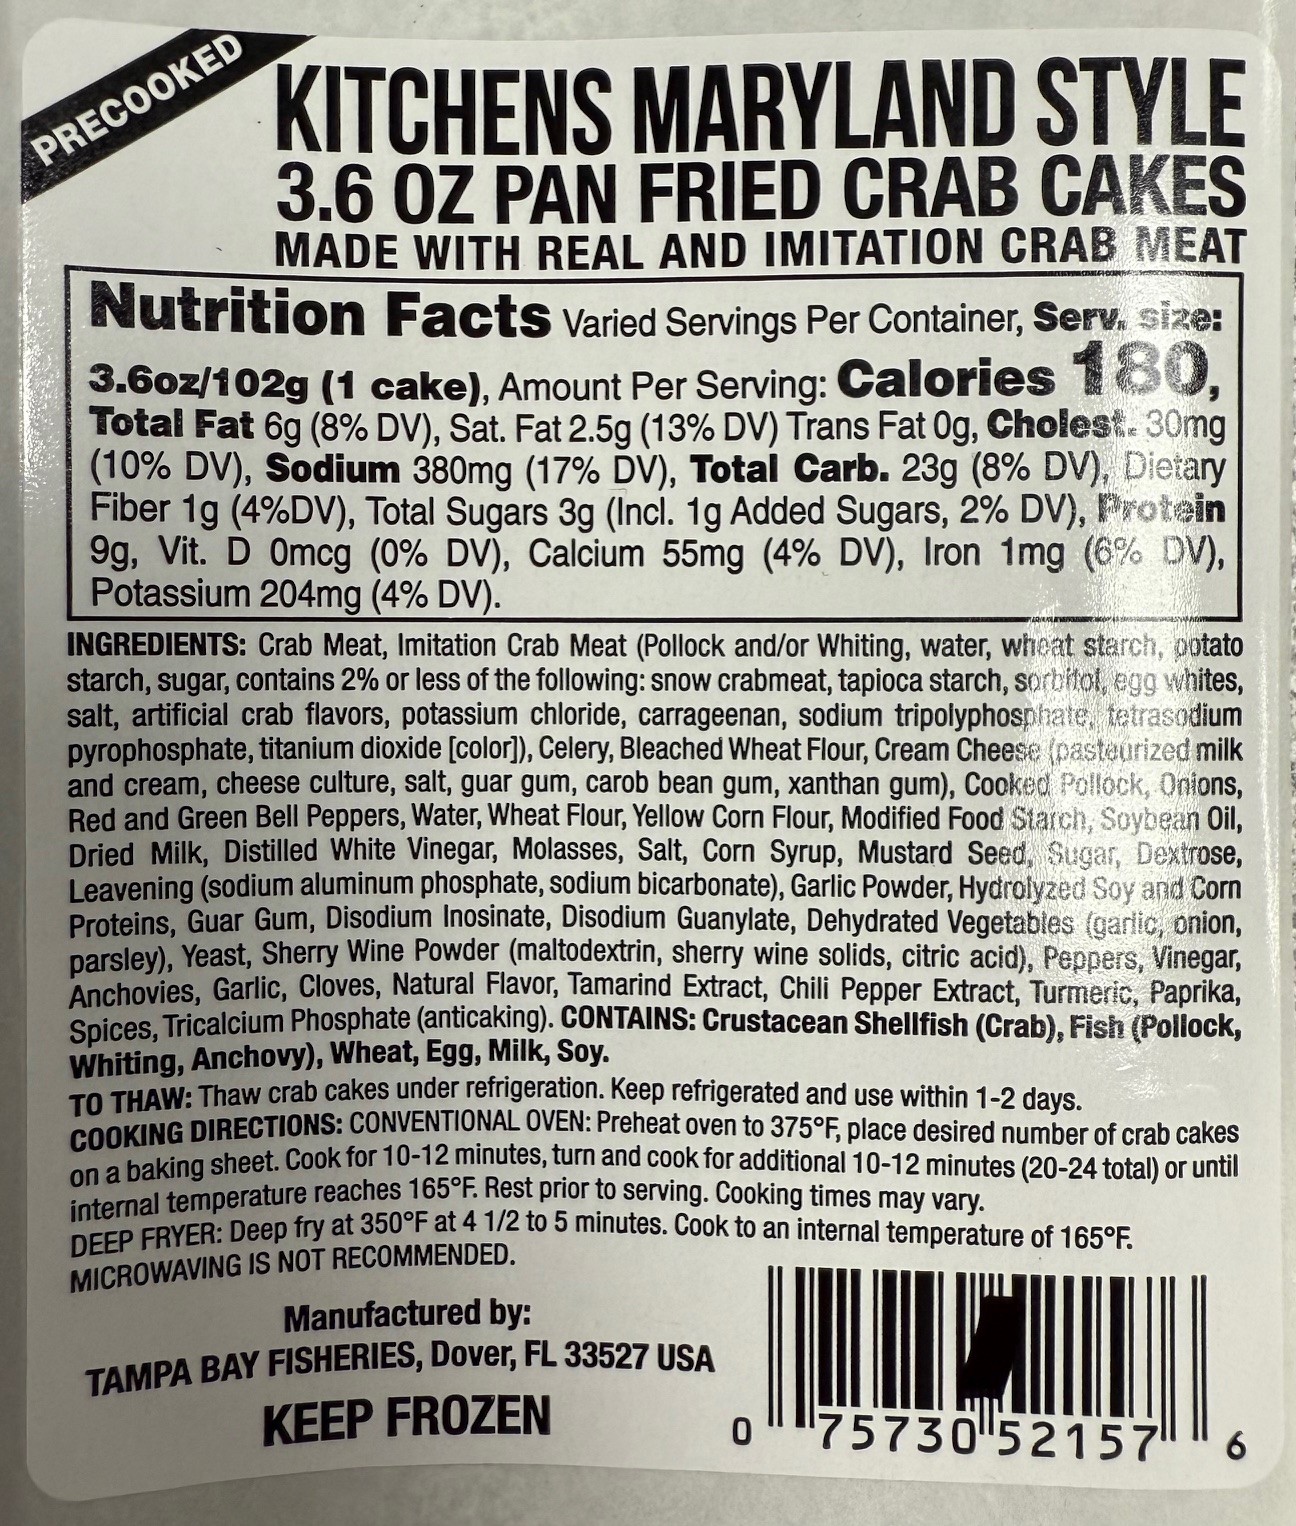 PRECOOKED
KITCHENS MARYLAND STYLE
3.6 OZ PAN FRIED CRAB CAKES
MADE WITH REAL AND IMITATION CRAB MEAT
Nutrition Facts Varied Servings Per Container, Serv. size:
3.6oz/102g (1 cake), Amount Per Serving: Calories 180,
Total Fat 6g (8% DV), Sat. Fat 2.5g (13% DV) Trans Fat 0g, Cholest. 30mg
(10% DV), Sodium 380mg (17% DV), Total Carb. 23g (8% DV), Dietary
Fiber 1g (4%DV), Total Sugars 3g (Incl. 1g Added Sugars, 2% DV), Protein
9g, Vit. D 0mcg (0% DV), Calcium 55mg (4% DV), Iron 1mg (6% DV),
Potassium 204mg (4% DV).
INGREDIENTS: Crab Meat, Imitation Crab Meat (Pollock and/or Whiting, water, wheat starch, potato
starch, sugar, contains 2% or less of the following: snow crabmeat, tapioca starch, sorbitol, egg whites,
salt, artificial crab flavors, potassium chloride, carrageenan, sodium tripolyphosphate, tetrasodium
pyrophosphate, titanium dioxide [color]), Celery, Bleached Wheat Flour, Cream Cheese (pasteurized milk
and cream, cheese culture, salt, guar gum, carob bean gum, xanthan gum), Cooked Pollock, Onions,
Red and Green Bell Peppers, Water, Wheat Flour, Yellow Corn Flour, Modified Food Starch, Soybean Oil,
Dried Milk, Distilled White Vinegar, Molasses, Salt, Corn Syrup, Mustard Seed, Sugar, Dextrose,
Leavening (sodium aluminum phosphate, sodium bicarbonate), Garlic Powder, Hydrolyzed Soy and Corn
Proteins, Guar Gum, Disodium Inosinate, Disodium Guanylate, Dehydrated Vegetables (garlic, onion,
parsley), Yeast, Sherry Wine Powder (maltodextrin, sherry wine solids, citric acid), Peppers, Vinegar,
Anchovies, Garlic, Cloves, Natural Flavor, Tamarind Extract, Chili Pepper Extract, Turmeric, Paprika,
Spices, Tricalcium Phosphate (anticaking). CONTAINS: Crustacean Shellfish (Crab), Fish (Pollock,
Whiting, Anchovy), Wheat, Egg, Milk, Soy.
TO THAW: Thaw crab cakes under refrigeration. Keep refrigerated and use within 1-2 days.
COOKING DIRECTIONS: CONVENTIONAL OVEN: Preheat oven to 375°F, place desired number of crab cakes
on a baking sheet. Cook for 10-12 minutes, turn and cook for additional 10-12 minutes (20-24 total) or until
internal temperature reaches 165°F. Rest prior to serving. Cooking times may vary.
DEEP FRYER: Deep fry at 350°F at 4 1/2 to 5 minutes. Cook to an internal temperature of 165°F.
MICROWAVING IS NOT RECOMMENDED.
Manufactured by:
TAMPA BAY FISHERIES, Dover, FL 33527 USA
KEEP FROZEN
0 75730 52157 6